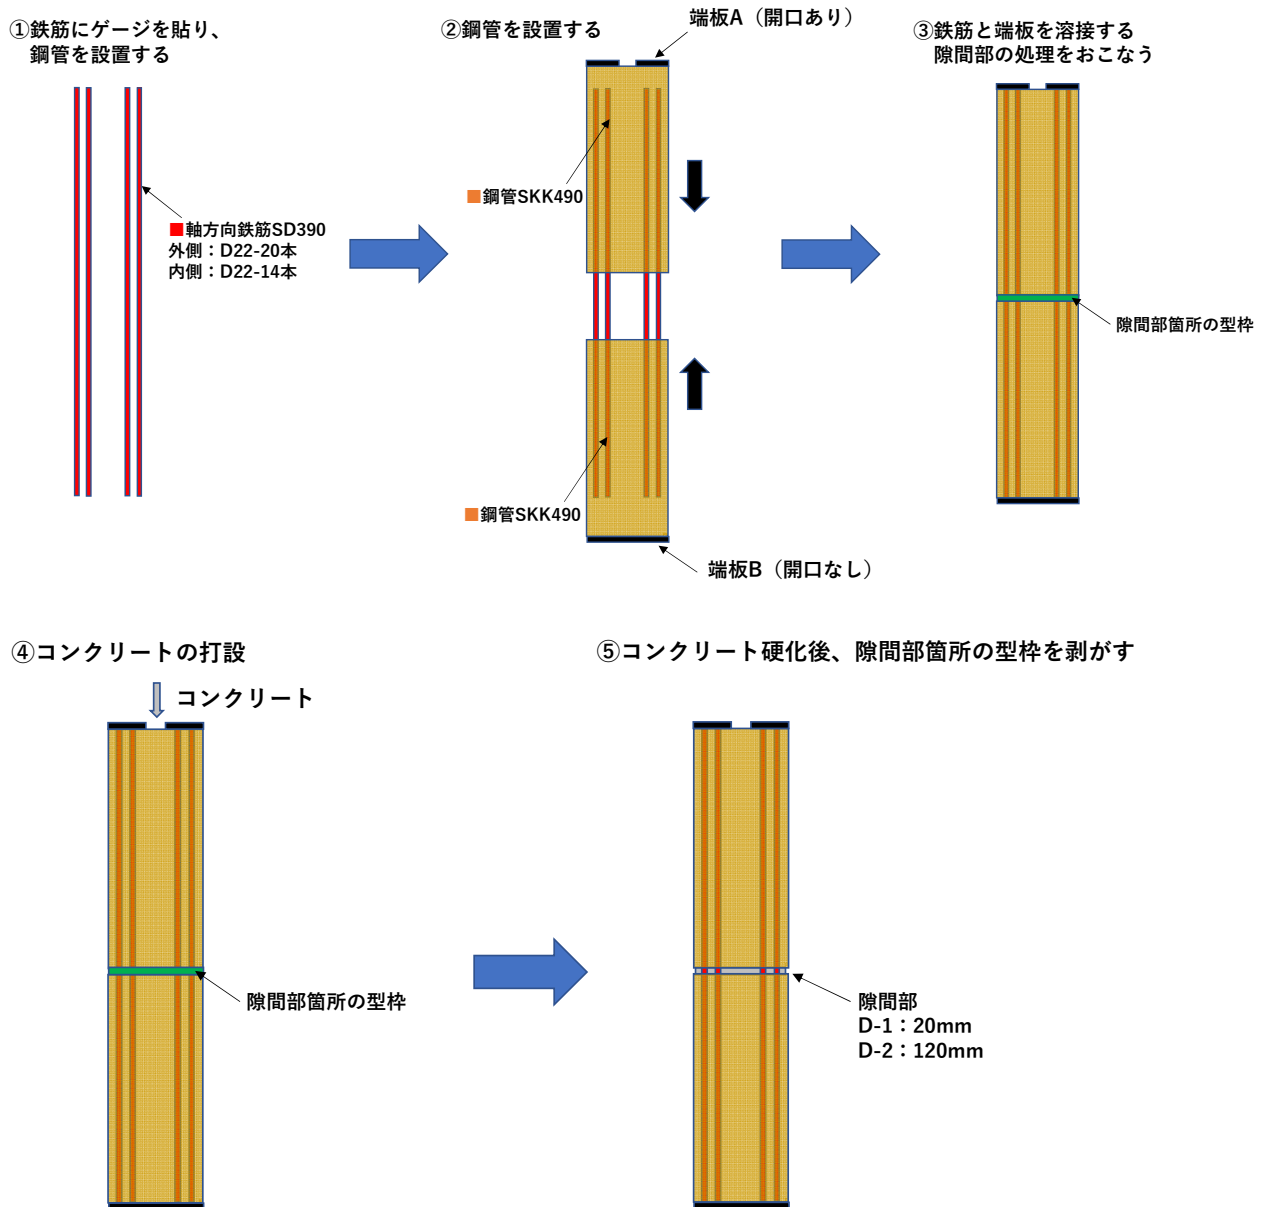 ①鉄筋にゲージを貼り、
鋼管を設置する
■軸方向鉄筋SD390
外側：D22-20本
内側：D22-14本
②鋼管を設置する
端板A（開口あり）
■鋼管SKK490
■鋼管SKK490
端板B（開口なし）
③鉄筋と端板を溶接する
隙間部の処理をおこなう
隙間部箇所の型枠
④コンクリートの打設
コンクリート
隙間部箇所の型枠
⑤コンクリート硬化後、隙間部箇所の型枠を剥がす
隙間部
D-1：20mm
D-2：120mm